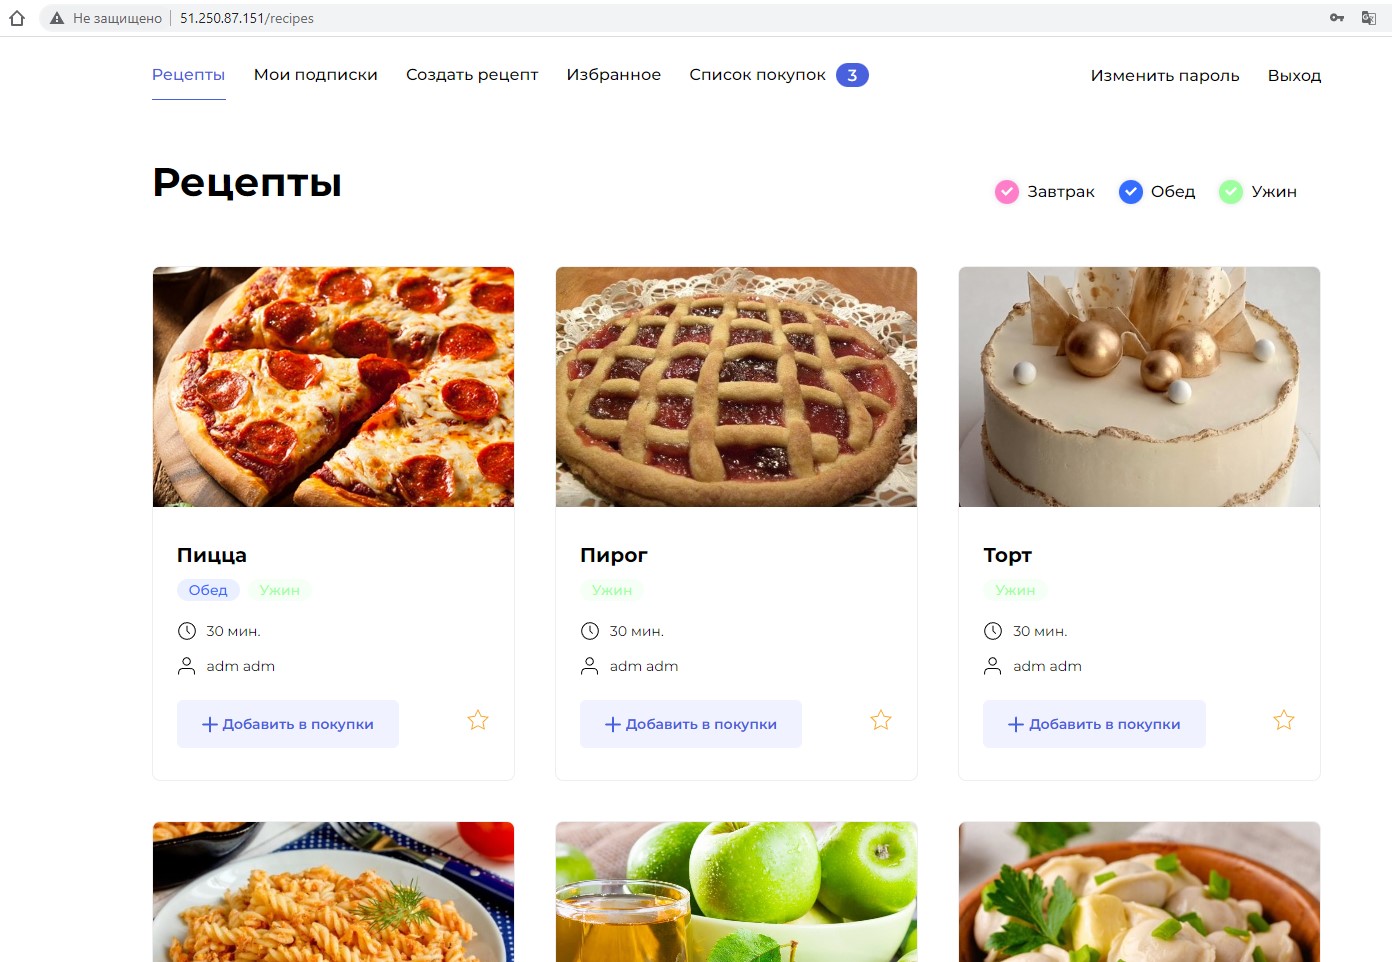 Не защищено 51.250.87.151/recipes
Рецепты Мои подписки Создать рецепт Избранное Список покупок 3 Изменить пароль Выход
Рецепты
Завтрак Обед Ужин
Пицца
Обед Ужин
30 мин.
adm adm
Добавить в покупки
Пирог
Ужин
30 мин.
adm adm
Добавить в покупки
Торт
Ужин
30 мин.
adm adm
Добавить в покупки